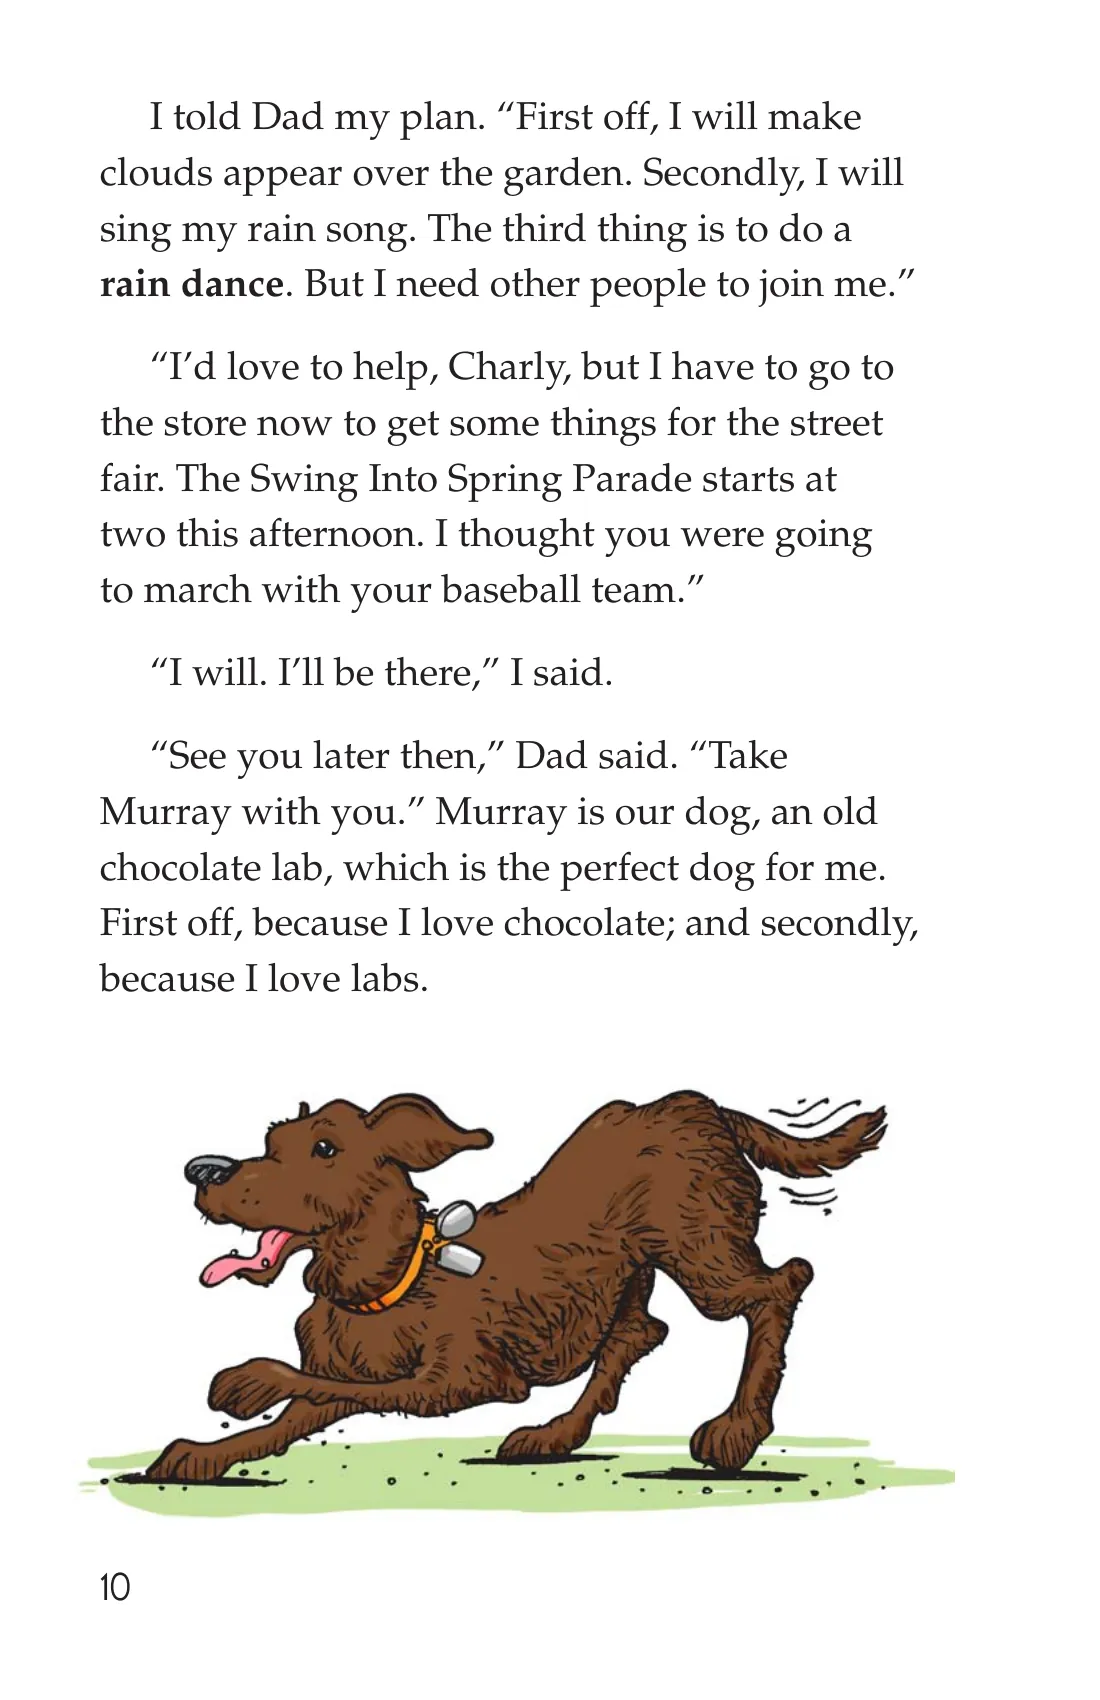 I told Dad my plan. “First off, I will make
clouds appear over the garden. Secondly, I will
sing my rain song. The third thing is to do a
rain dance. But I need other people to join me.”
“I’d love to help, Charly, but I have to go to
the store now to get some things for the street
fair. The Swing Into Spring Parade starts at
two this afternoon. I thought you were going
to march with your baseball team.”
“I will. I’ll be there,” I said.
“See you later then,” Dad said. “Take
Murray with you.” Murray is our dog, an old
chocolate lab, which is the perfect dog for me.
First off, because I love chocolate; and secondly,
because I love labs.
10